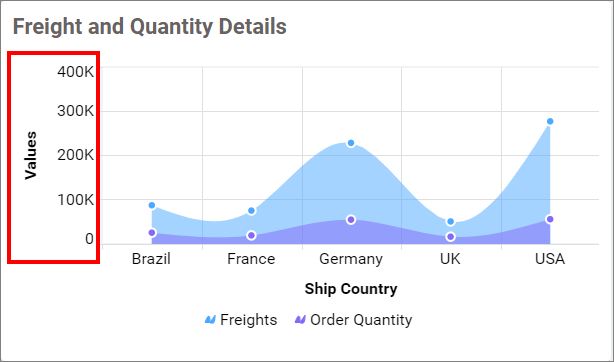 Freight and Quantity Details
400K
300K
200K
100K
0
Values
Brazil France Germany UK USA
Ship Country
Freights Order Quantity